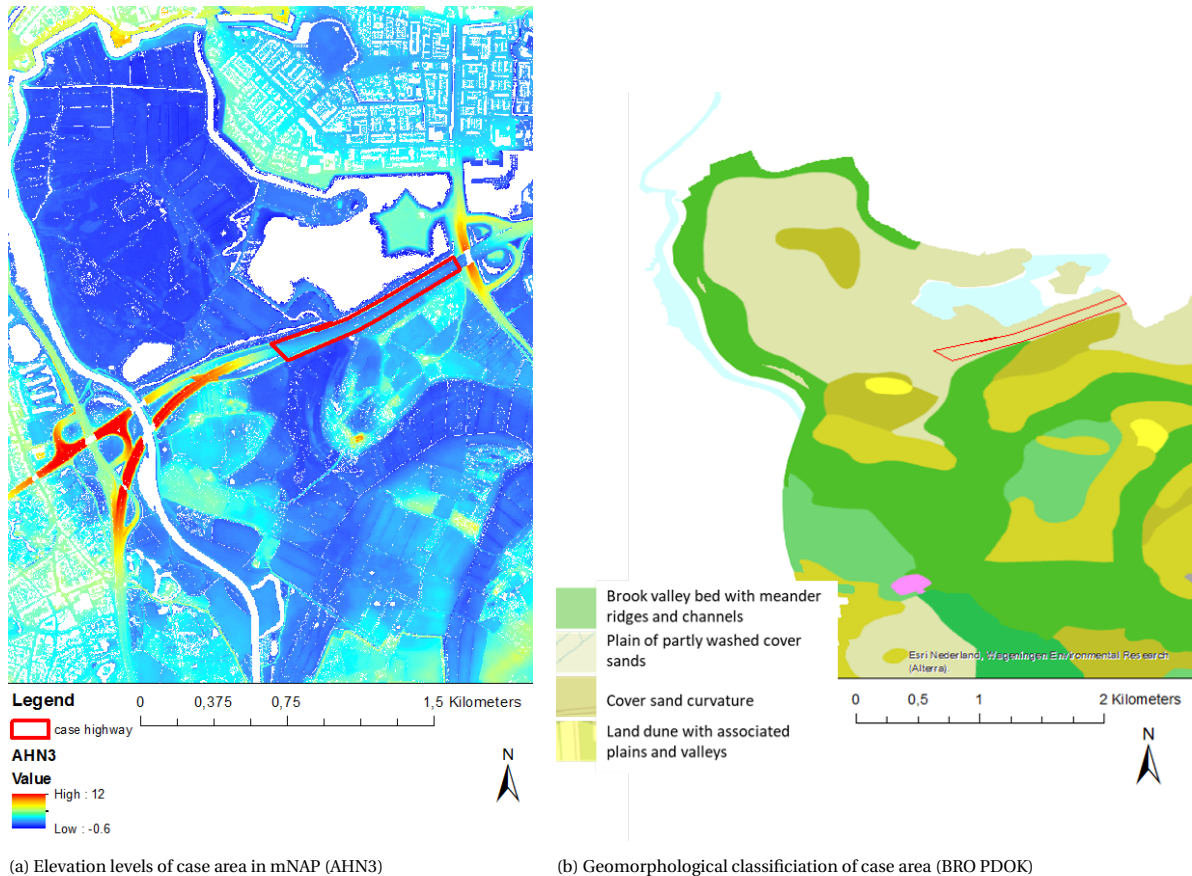 Legend
case highway
AHN3
Value
High : 12
Low : -0.6
0 0,375 0,75 1,5 Kilometers
N
Brook valley bed with meander
ridges and channels
Plain of partly washed cover
sands
Cover sand curvature
Land dune with associated
plains and valleys
Esri Nederland, Wageningen Environmental Research
(Alterra).
0 0,5 1 2 Kilometers
N
(a) Elevation levels of case area in mNAP (AHN3)
(b) Geomorphological classificiation of case area (BRO PDOK)